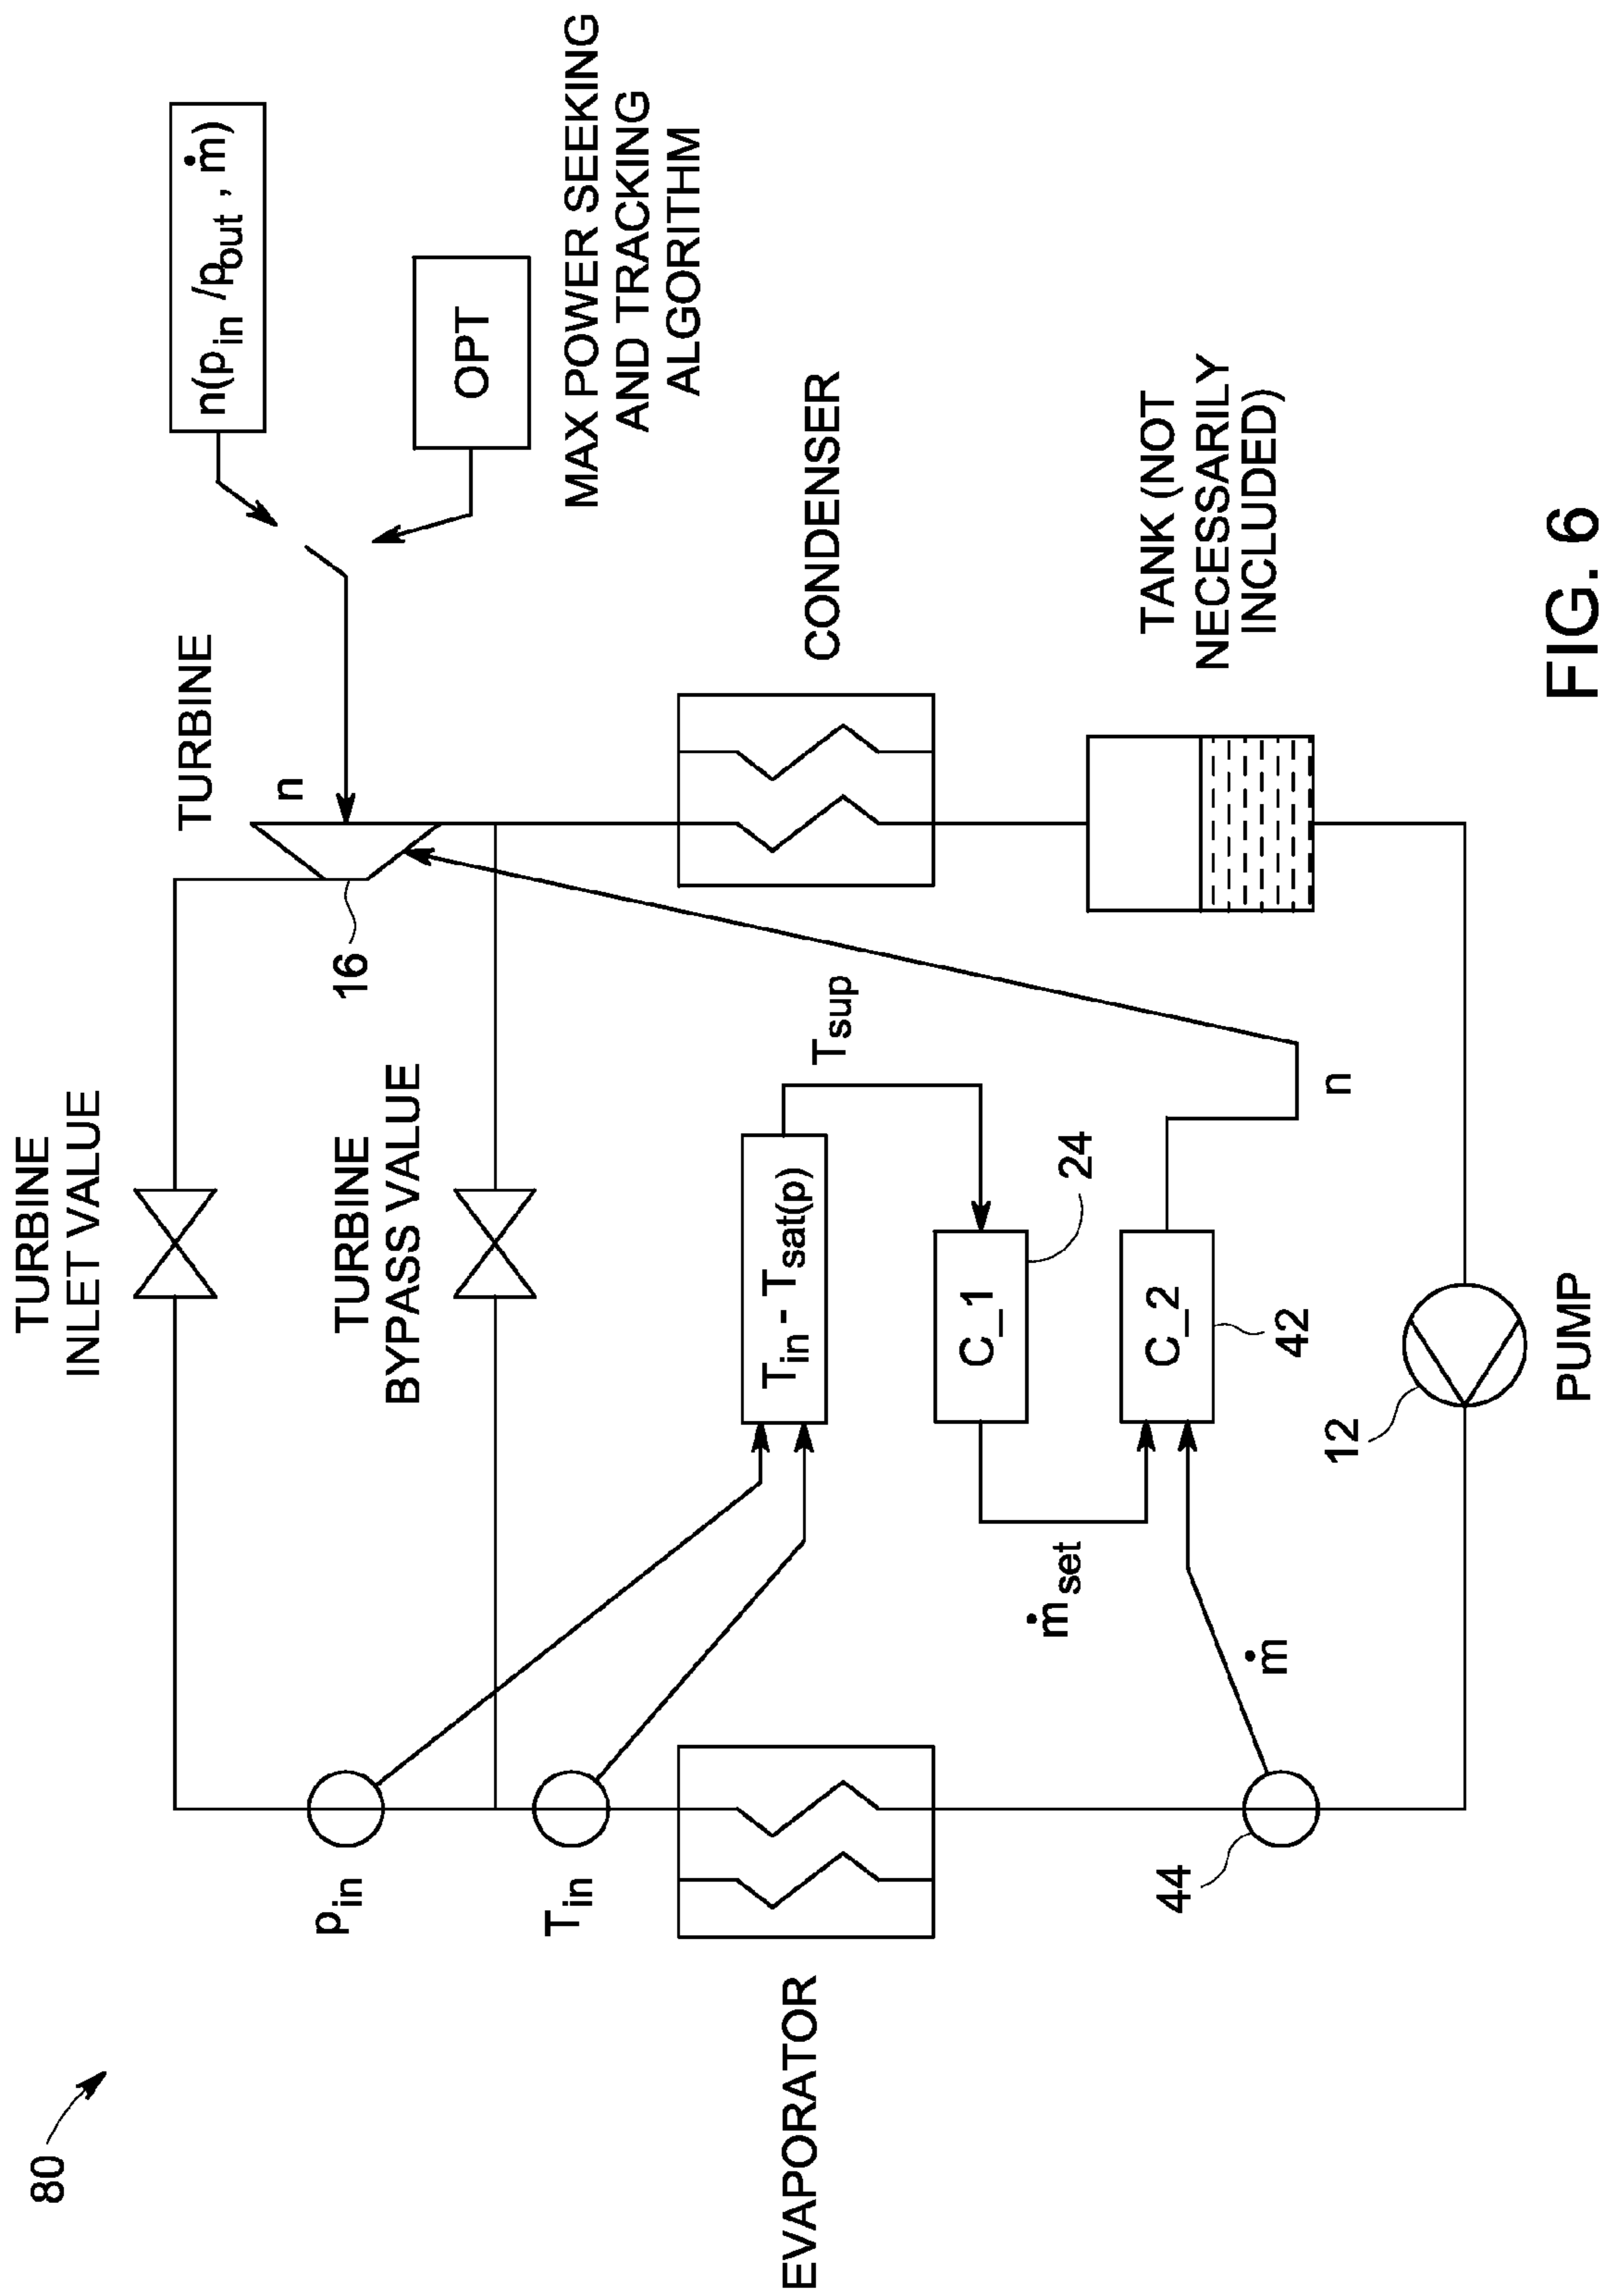 80
TURBINE
INLET VALUE
TURBINE
BYPASS VALUE
TURBINE
n
n(p_in /p_out , ṁ)
OPT
MAX POWER SEEKING
AND TRACKING
ALGORITHM
16
p_in
T_in
T_in - T_sat(p)
T_sup
EVAPORATOR
CONDENSER
C_1
24
ṁ_set
C_2
42
n
ṁ
44
TANK (NOT
NECESSARILY
INCLUDED)
12
PUMP
FIG. 6